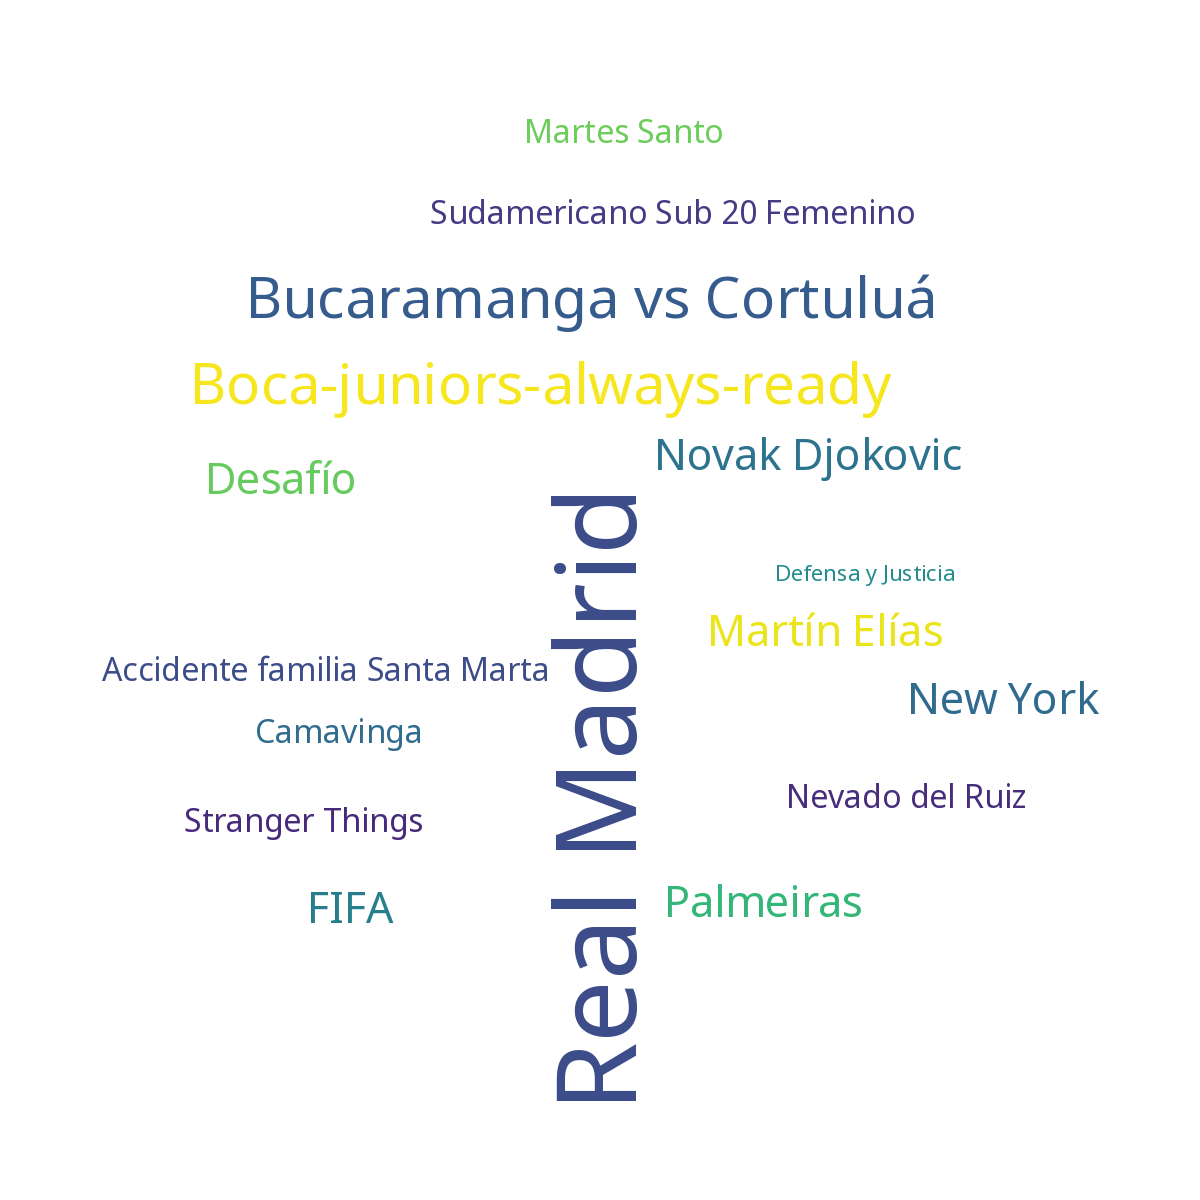 Martes Santo
Sudamericano Sub 20 Femenino
Bucaramanga vs Cortuluá
Boca-juniors-always-ready
Novak Djokovic
Desafío
Real Madrid
Defensa y Justicia
Martín Elías
Accidente familia Santa Marta
New York
Camavinga
Nevado del Ruiz
Stranger Things
Palmeiras
FIFA